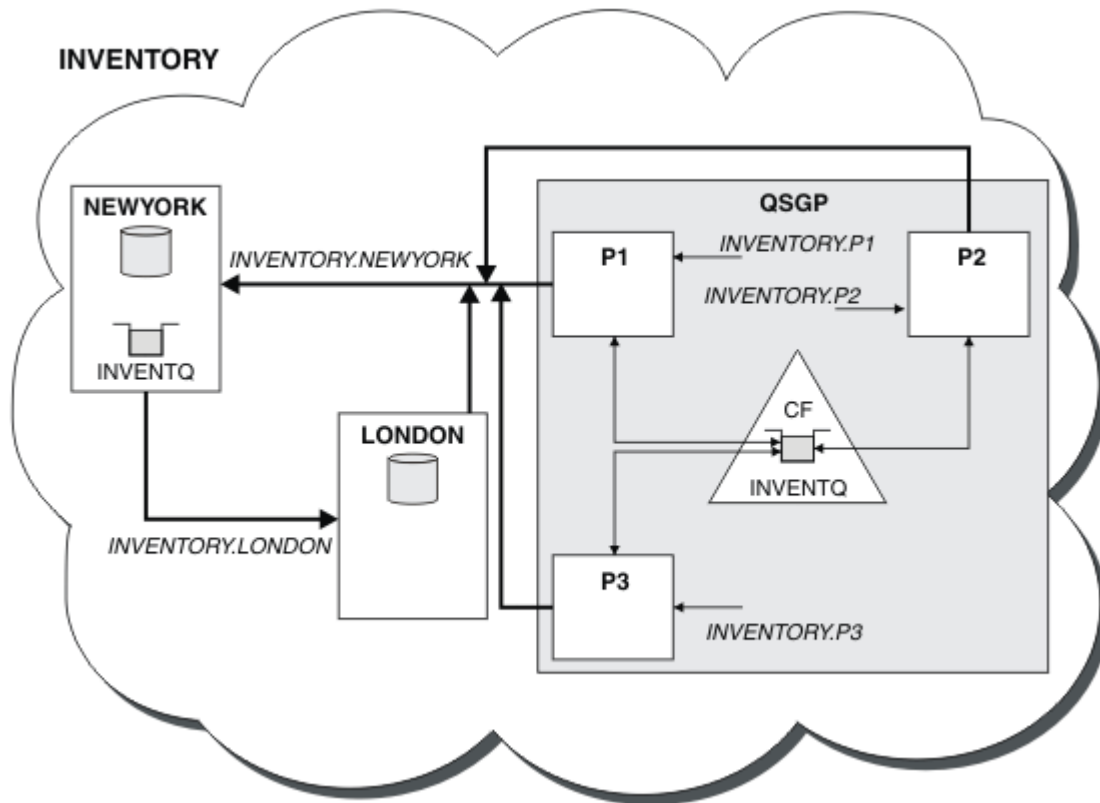 INVENTORY
NEWYORK
INVENTQ
INVENTORY.NEWYORK
INVENTORY.LONDON
LONDON
QSGP
P1
INVENTORY.P1
P2
INVENTORY.P2
CF
INVENTQ
P3
INVENTORY.P3